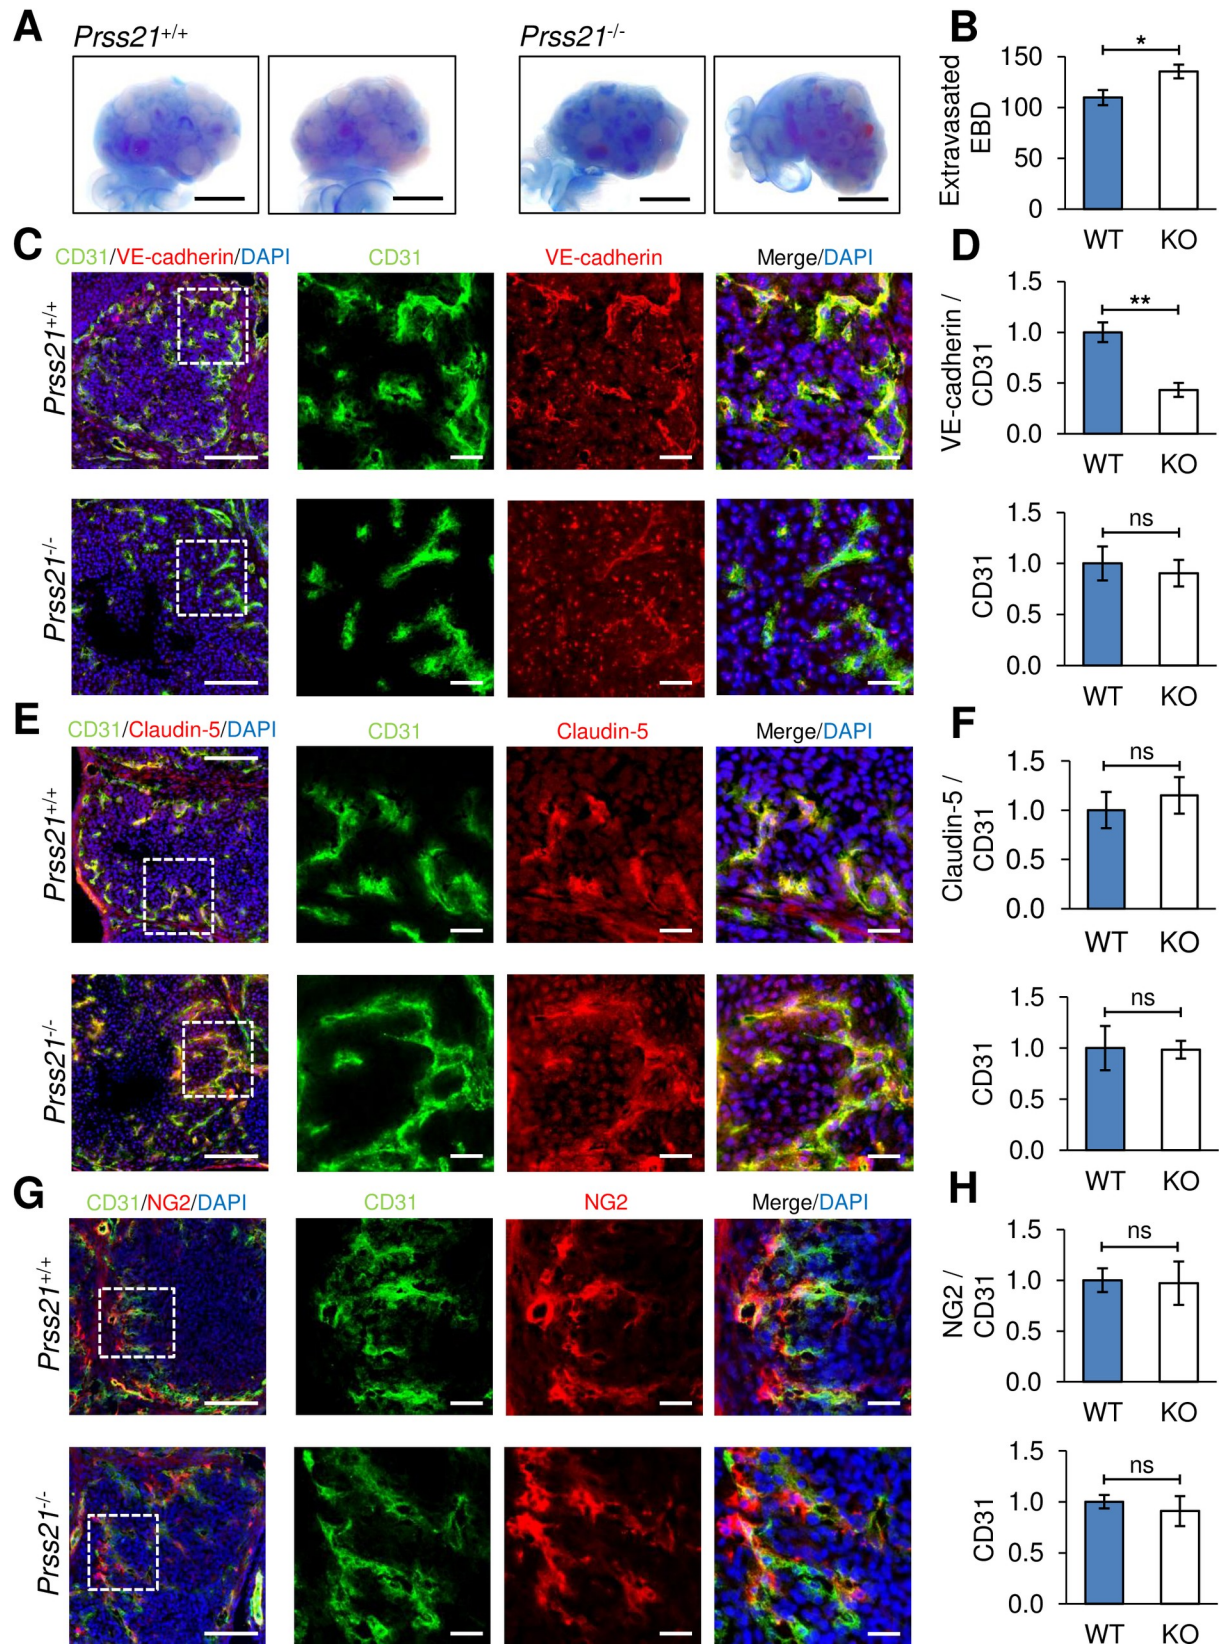 A
Prss21+/+
Prss21-/-
B
Extravasated
EBD
150
100
50
0
*
WT KO
C
CD31/VE-cadherin/DAPI CD31 VE-cadherin Merge/DAPI
Prss21+/+
Prss21-/-
D
VE-cadherin /
CD31
1.5
1.0
0.5
0.0
**
WT KO
CD31
1.5
1.0
0.5
0.0
ns
WT KO
E
CD31/Claudin-5/DAPI CD31 Claudin-5 Merge/DAPI
Prss21+/+
Prss21-/-
F
Claudin-5 /
CD31
1.5
1.0
0.5
0.0
ns
WT KO
CD31
1.5
1.0
0.5
0.0
ns
WT KO
G
CD31/NG2/DAPI CD31 NG2 Merge/DAPI
Prss21+/+
Prss21-/-
H
NG2 /
CD31
1.5
1.0
0.5
0.0
ns
WT KO
CD31
1.5
1.0
0.5
0.0
ns
WT KO